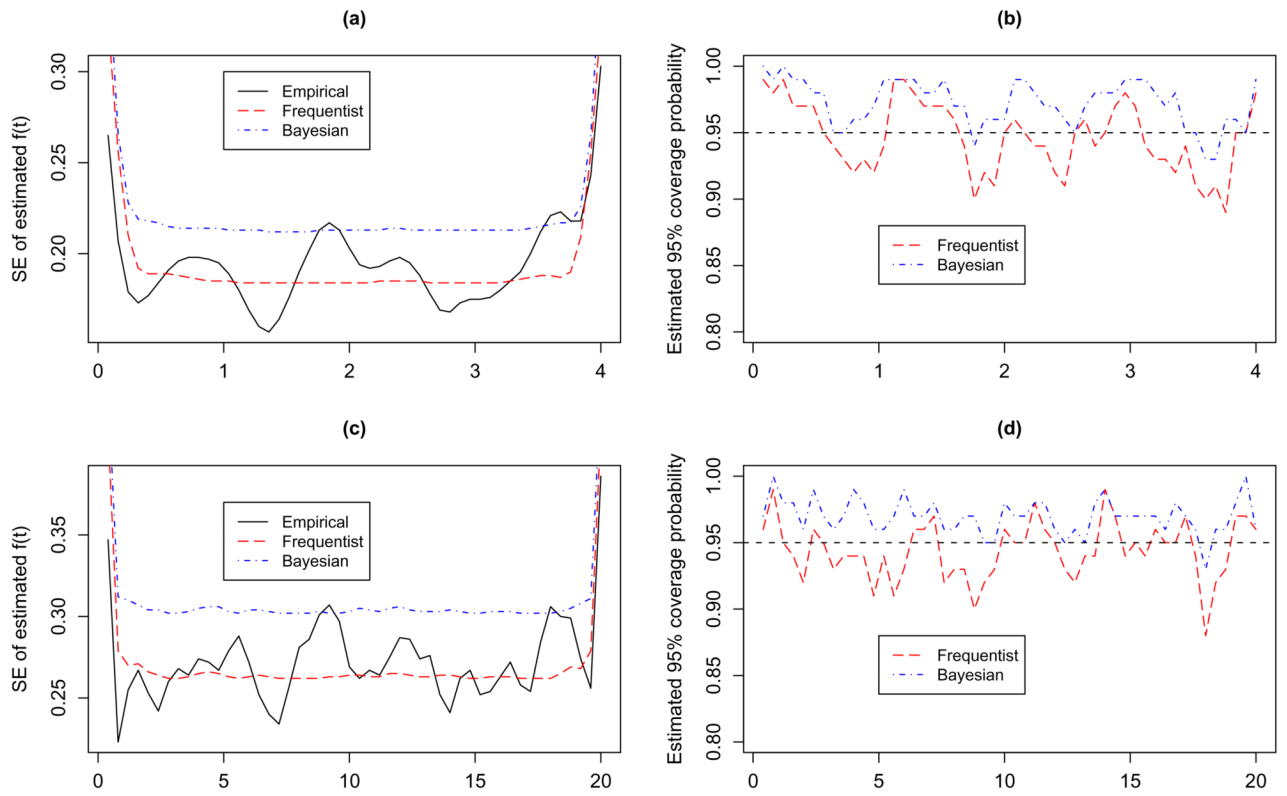 (a)
SE of estimated f(t)
0.30
0.25
0.20
Empirical
Frequentist
Bayesian
0 1 2 3 4
(b)
Estimated 95% coverage probability
1.00
0.95
0.90
0.85
0.80
Frequentist
Bayesian
0 1 2 3 4
(c)
SE of estimated f(t)
0.35
0.30
0.25
Empirical
Frequentist
Bayesian
0 5 10 15 20
(d)
Estimated 95% coverage probability
1.00
0.95
0.90
0.85
0.80
Frequentist
Bayesian
0 5 10 15 20